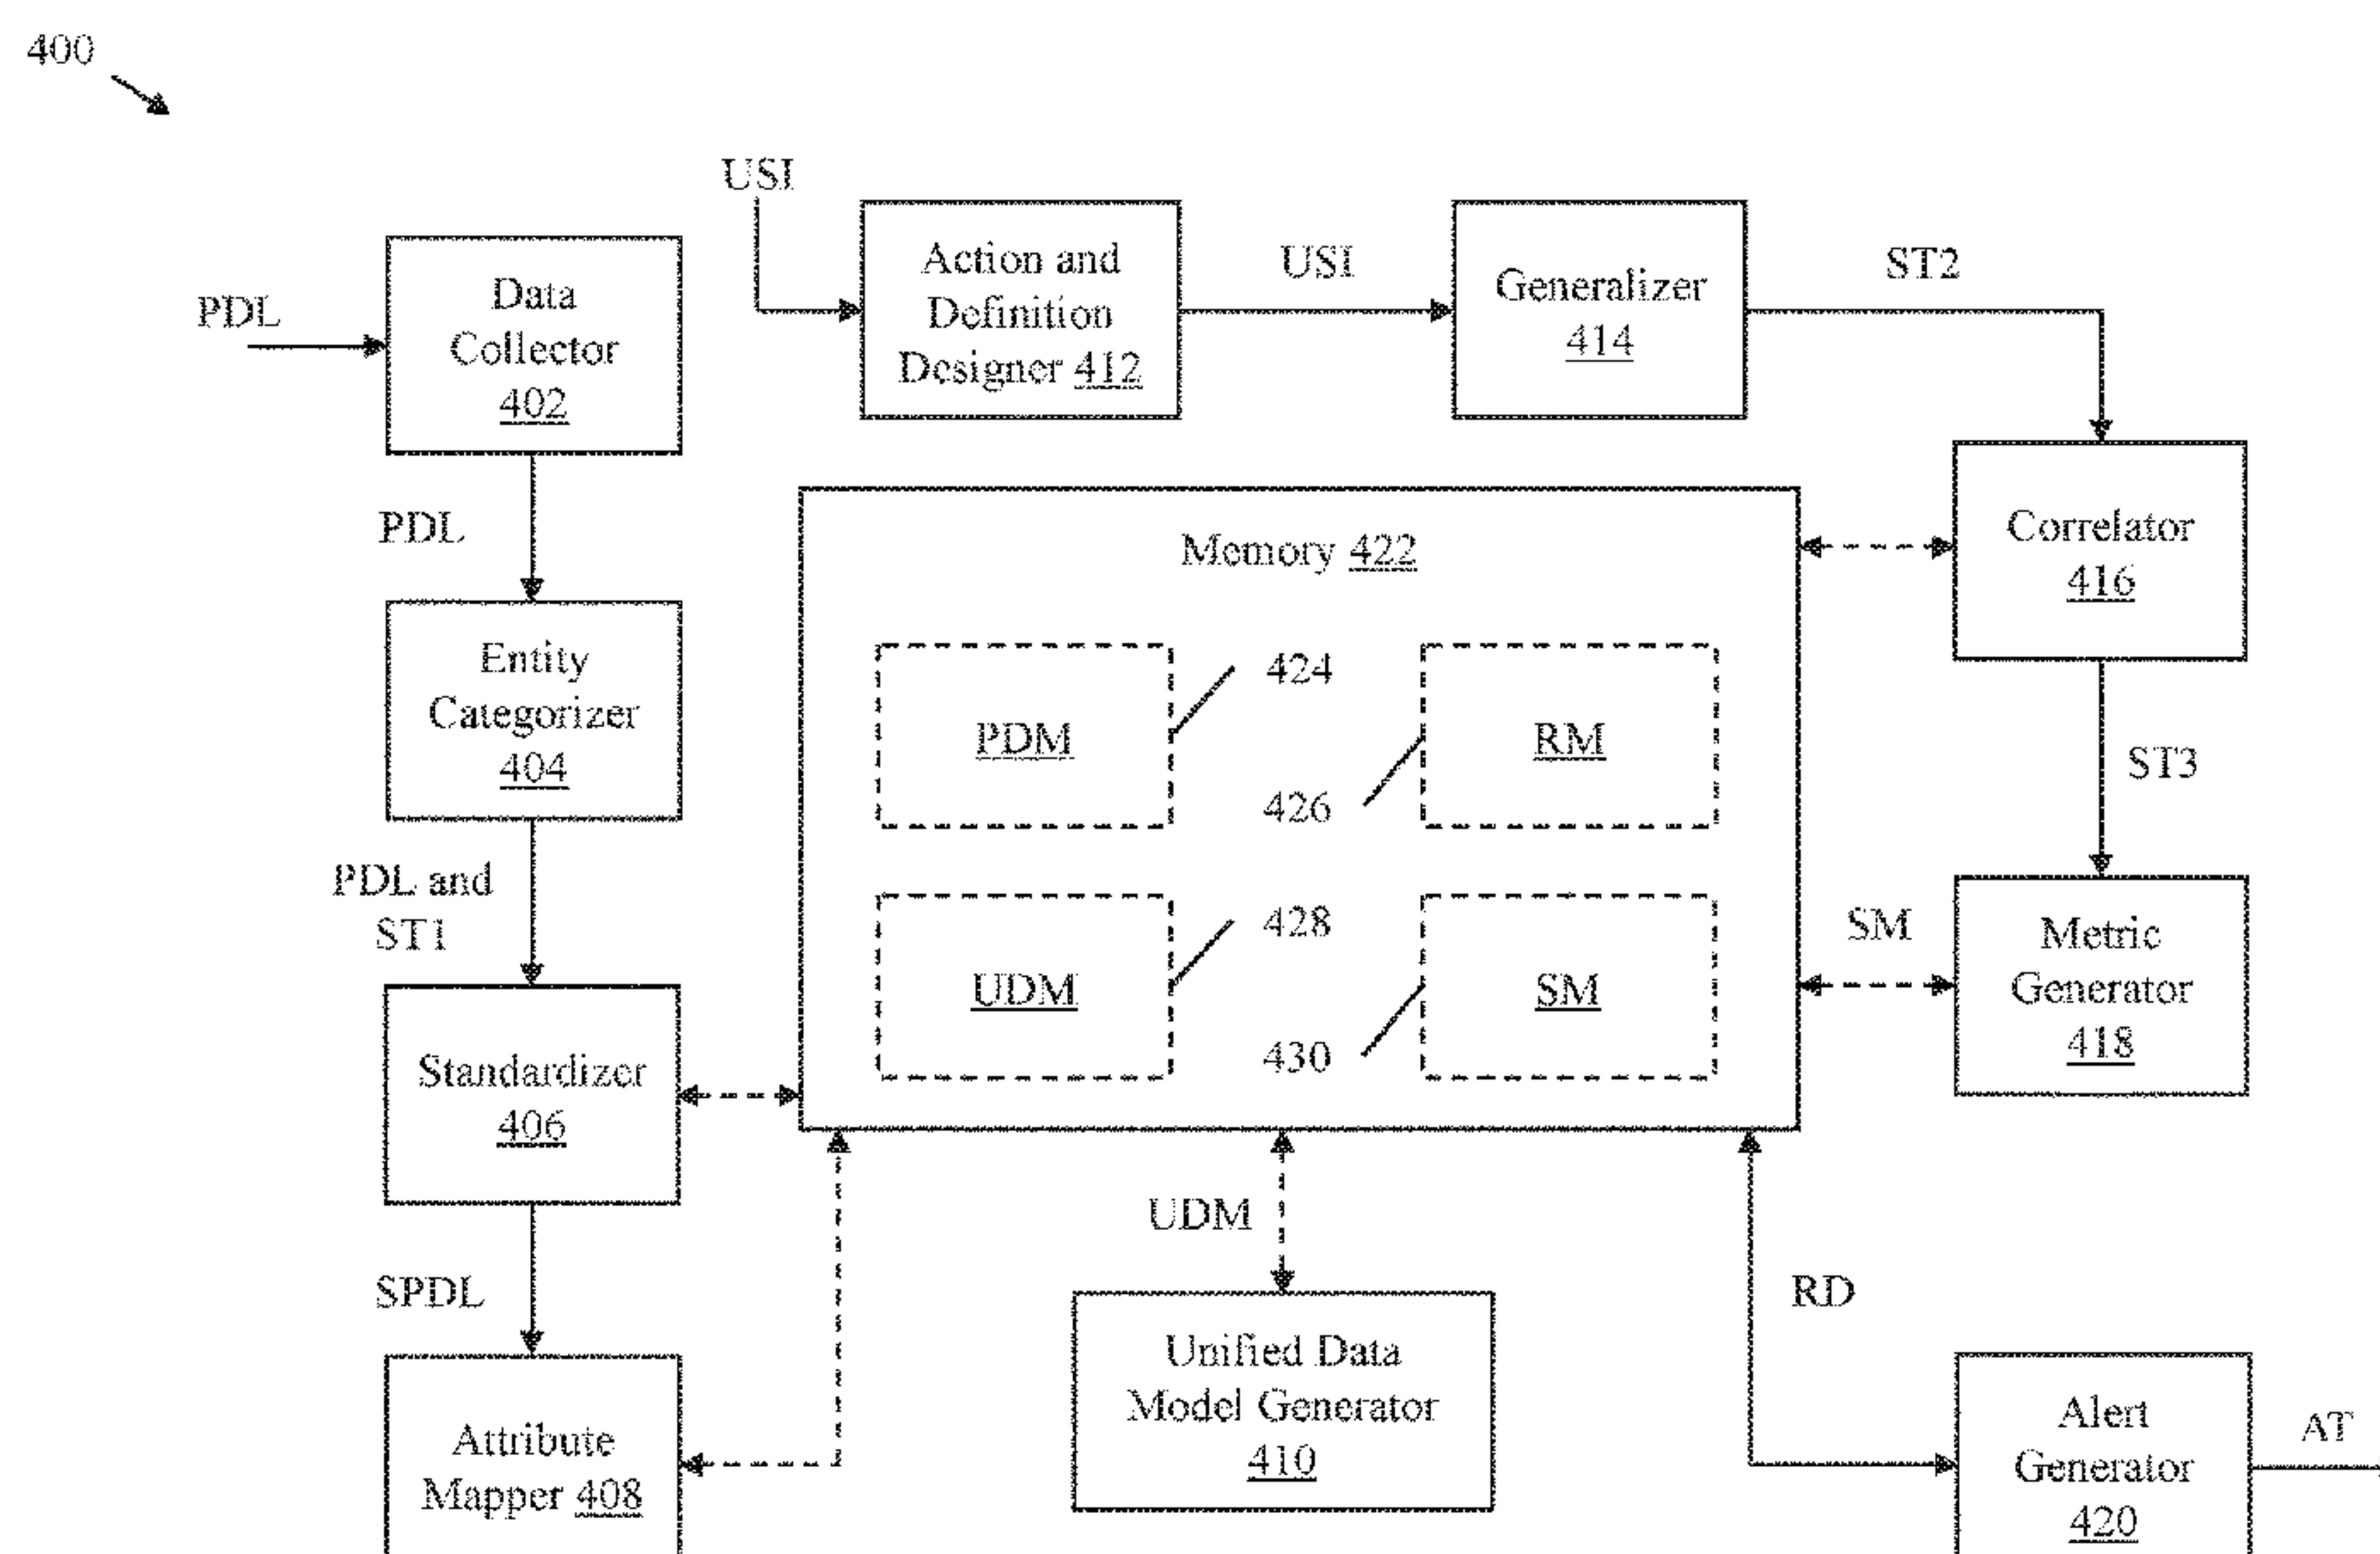 400
USI
PDL
Data
Collector
402
Action and
Definition
Designer 412
USI
Generalizer
414
ST2
PDL
Entity
Categorizer
404
Memory 422
Correlator
416
PDM
424
RM
426
ST3
PDL and
ST1
UDM
428
SM
430
SM
Metric
Generator
418
Standardizer
406
SPDL
UDM
RD
Attribute
Mapper 408
Unified Data
Model Generator
410
Alert
Generator
420
AT